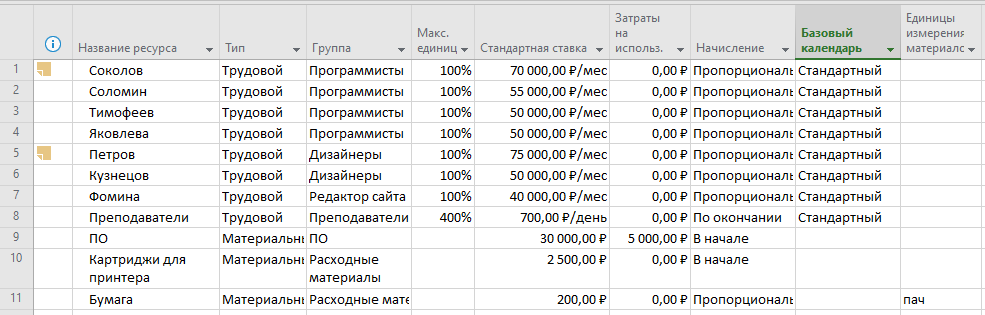 Название ресурса Тип Группа Макс. единиц Стандартная ставка Затраты на использ. Начисление Базовый календарь Единицы измерения материалс
1 Соколов Трудовой Программисты 100% 70 000,00 ₽/мес 0,00 ₽ Пропорциональ Стандартный
2 Соломин Трудовой Программисты 100% 55 000,00 ₽/мес 0,00 ₽ Пропорциональ Стандартный
3 Тимофеев Трудовой Программисты 100% 50 000,00 ₽/мес 0,00 ₽ Пропорциональ Стандартный
4 Яковлева Трудовой Программисты 100% 50 000,00 ₽/мес 0,00 ₽ Пропорциональ Стандартный
5 Петров Трудовой Дизайнеры 100% 75 000,00 ₽/мес 0,00 ₽ Пропорциональ Стандартный
6 Кузнецов Трудовой Дизайнеры 100% 50 000,00 ₽/мес 0,00 ₽ Пропорциональ Стандартный
7 Фомина Трудовой Редактор сайта 100% 40 000,00 ₽/мес 0,00 ₽ Пропорциональ Стандартный
8 Преподаватели Трудовой Преподаватели 400% 700,00 ₽/день 0,00 ₽ По окончании Стандартный
9 ПО Материальнь ПО 30 000,00 ₽ 5 000,00 ₽ В начале
10 Картриджи для Материальнь Расходные 2 500,00 ₽ 0,00 ₽ В начале
принтера материалы
11 Бумага Материальнь Расходные мате 200,00 ₽ 0,00 ₽ Пропорциональ пач